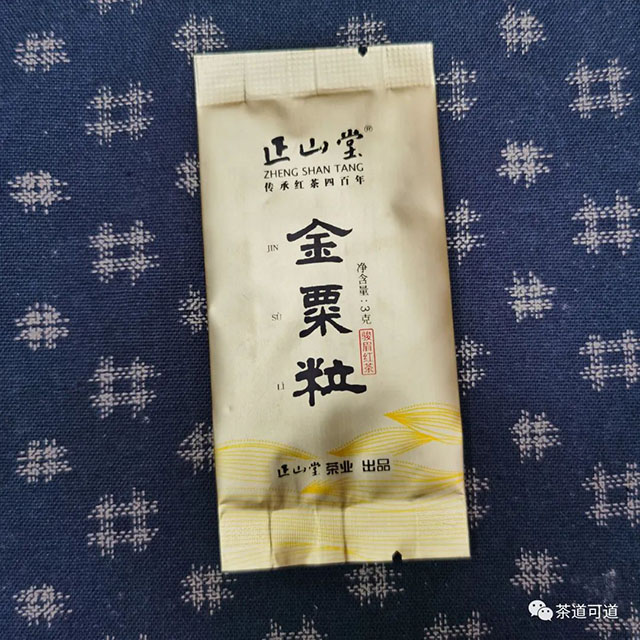 正山堂®
ZHENG SHAN TANG
传承红茶四百年
JIN
SÙ
LÌ
金粟粒
净含量：3克
骏眉红茶
正山堂 茶业 出品
茶道可道